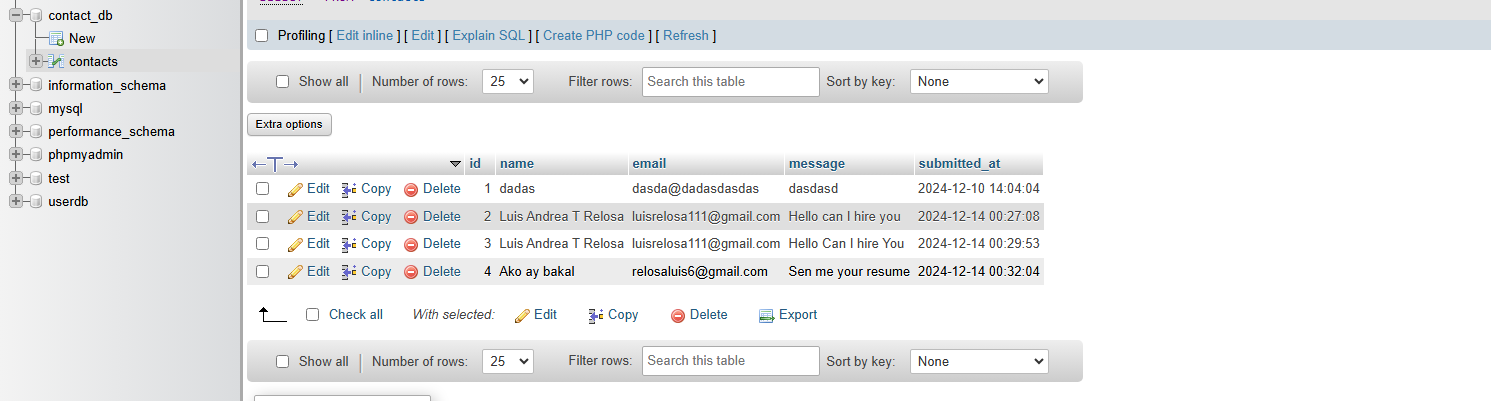 contact_db
New
contacts
information_schema
mysql
performance_schema
phpmyadmin
test
userdb
Profiling [ Edit inline ] [ Edit ] [ Explain SQL ] [ Create PHP code ] [ Refresh ]
Show all Number of rows: 25 Filter rows: Search this table Sort by key: None
Extra options
id name email message submitted_at
Edit Copy Delete 1 dadas dasda@dadasdasdas dasdasd 2024-12-10 14:04:04
Edit Copy Delete 2 Luis Andrea T Relosa luisrelosa111@gmail.com Hello can I hire you 2024-12-14 00:27:08
Edit Copy Delete 3 Luis Andrea T Relosa luisrelosa111@gmail.com Hello Can I hire You 2024-12-14 00:29:53
Edit Copy Delete 4 Ako ay bakal relosaluis6@gmail.com Sen me your resume 2024-12-14 00:32:04
Check all With selected: Edit Copy Delete Export
Show all Number of rows: 25 Filter rows: Search this table Sort by key: None